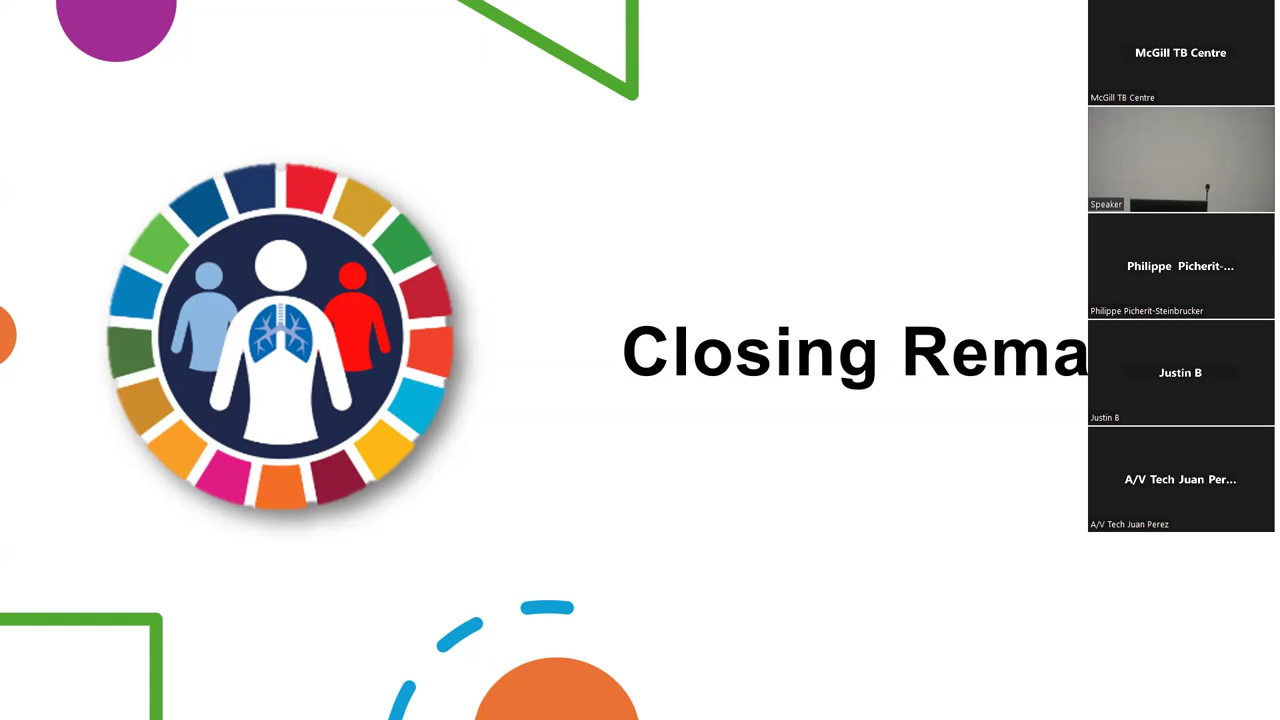 Closing Rema
McGill TB Centre
McGill TB Centre
Speaker
Philippe Picherit-...
Philippe Picherit-Steinbrucker
Justin B
Justin B
A/V Tech Juan Per...
A/V Tech Juan Perez